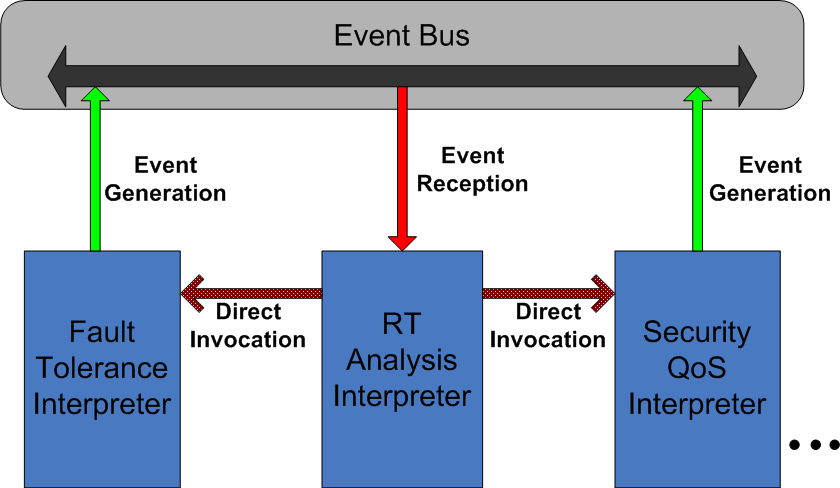 Event Bus
Event
Generation
Event
Reception
Event
Generation
Direct
Invocation
Direct
Invocation
Fault
Tolerance
Interpreter
RT
Analysis
Interpreter
Security
QoS
Interpreter
...